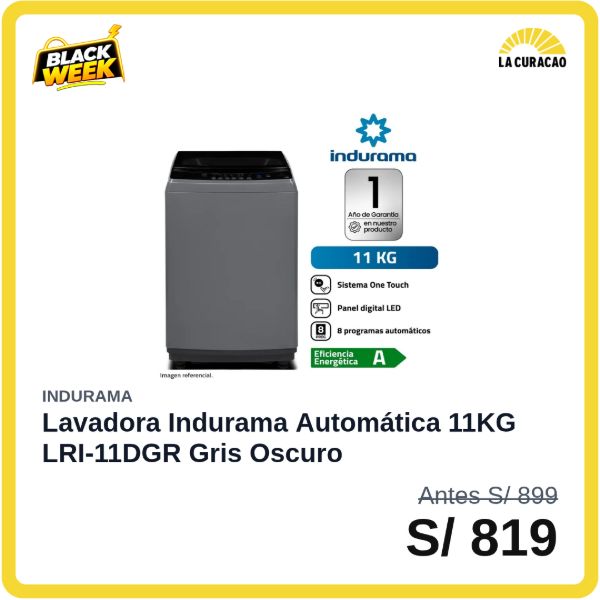 BLACK
WEEK
LA CURACAO
indurama
1
Año de Garantía
en nuestro
producto
11 KG
Sistema One Touch
Panel digital LED
8
8 programas automáticos
Eficiencia
Energética
A
Imagen referencial.
INDURAMA
Lavadora Indurama Automática 11KG
LRI-11DGR Gris Oscuro
Antes S/ 899
S/ 819